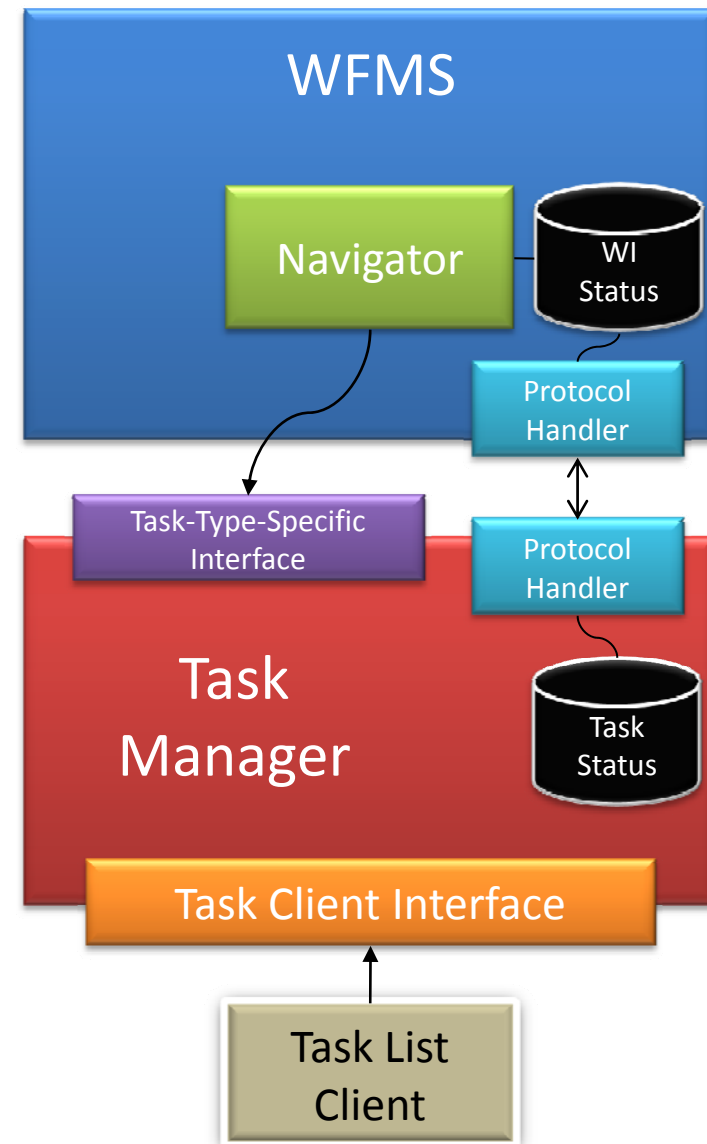 WFMS
Navigator
WI
Status
Protocol
Handler
Task-Type-Specific
Interface
Protocol
Handler
Task
Manager
Task
Status
Task Client Interface
Task List
Client